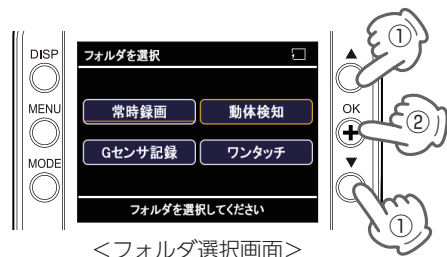 DISP
MENU
MODE
フォルダを選択
常時録画
動体検知
Gセンサ記録
ワンタッチ
フォルダを選択してください
▲
OK
▼
①
②
①
<フォルダ選択画面>